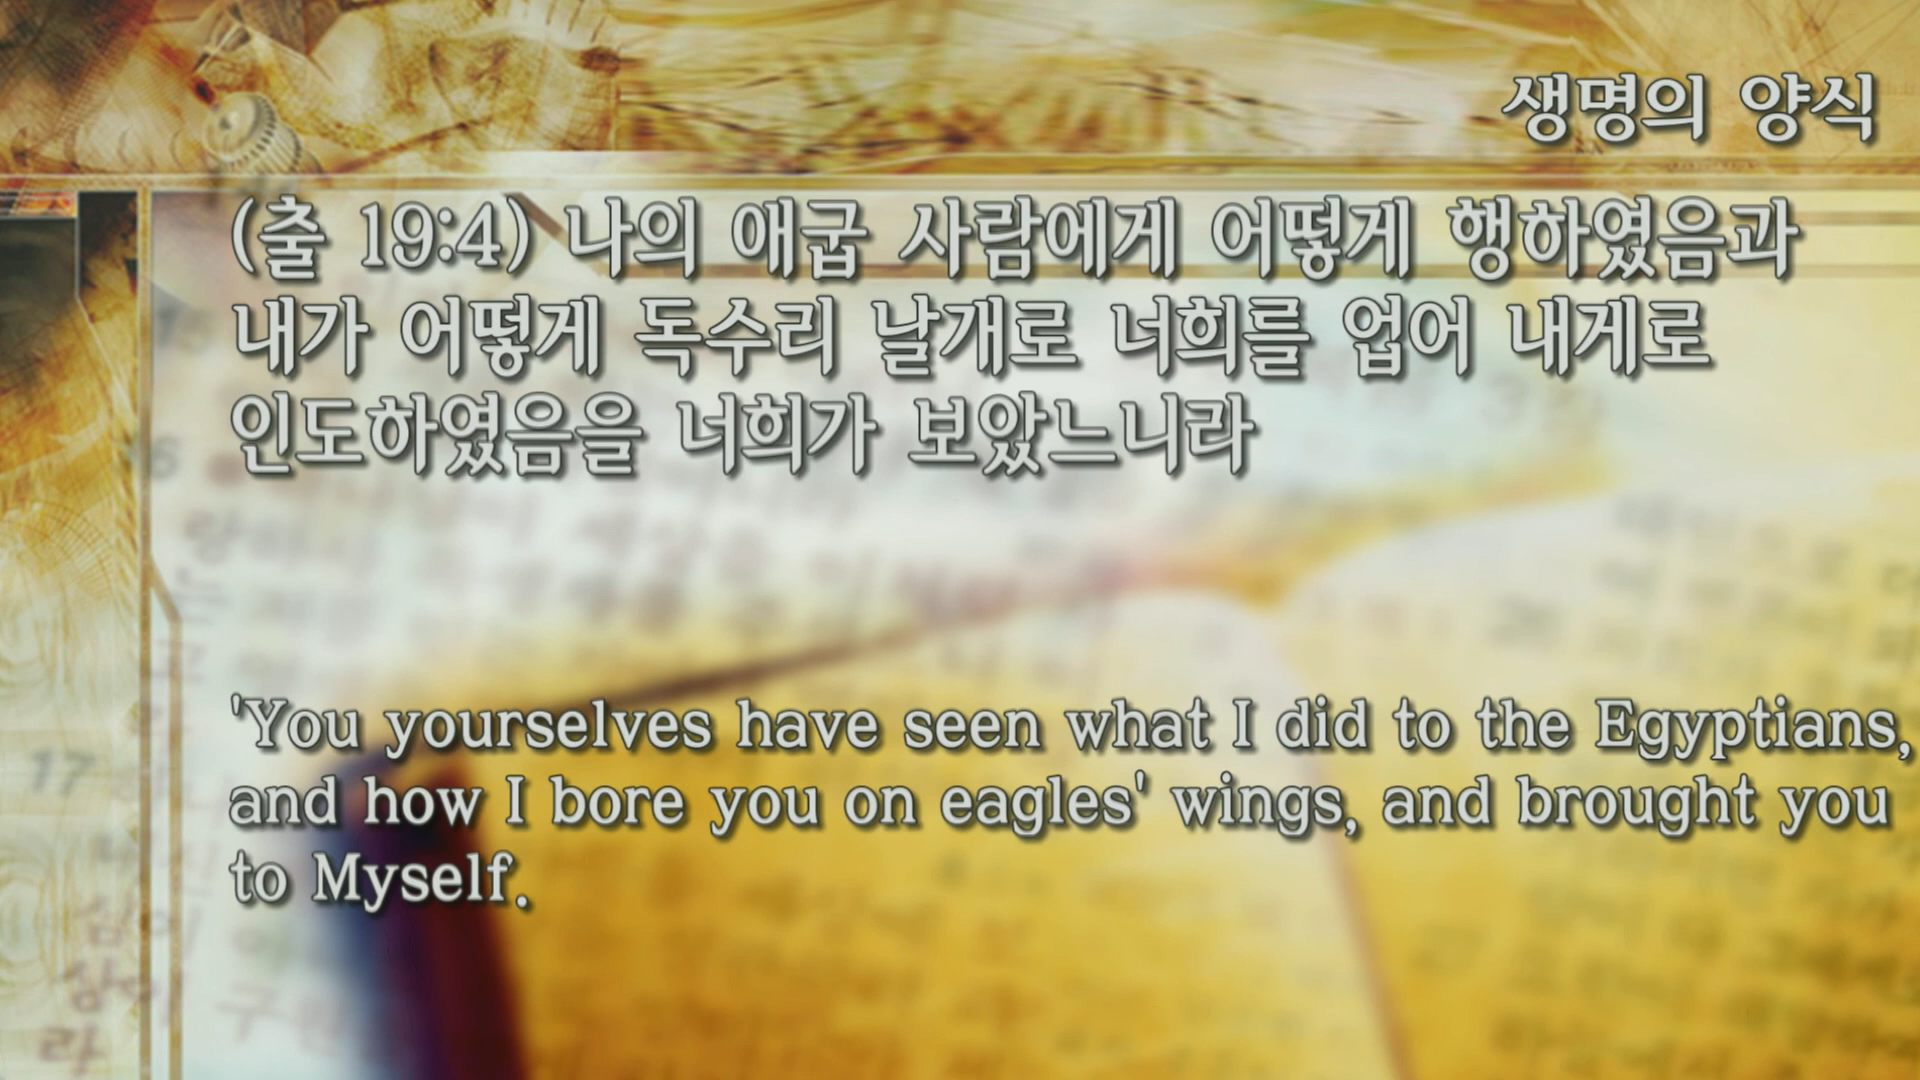 생명의 양식
(출 19:4) 나의 애굽 사람에게 어떻게 행하였음과
내가 어떻게 독수리 날개로 너희를 업어 내게로
인도하였음을 너희가 보았느니라
'You yourselves have seen what I did to the Egyptians,
and how I bore you on eagles' wings, and brought you
to Myself.
17